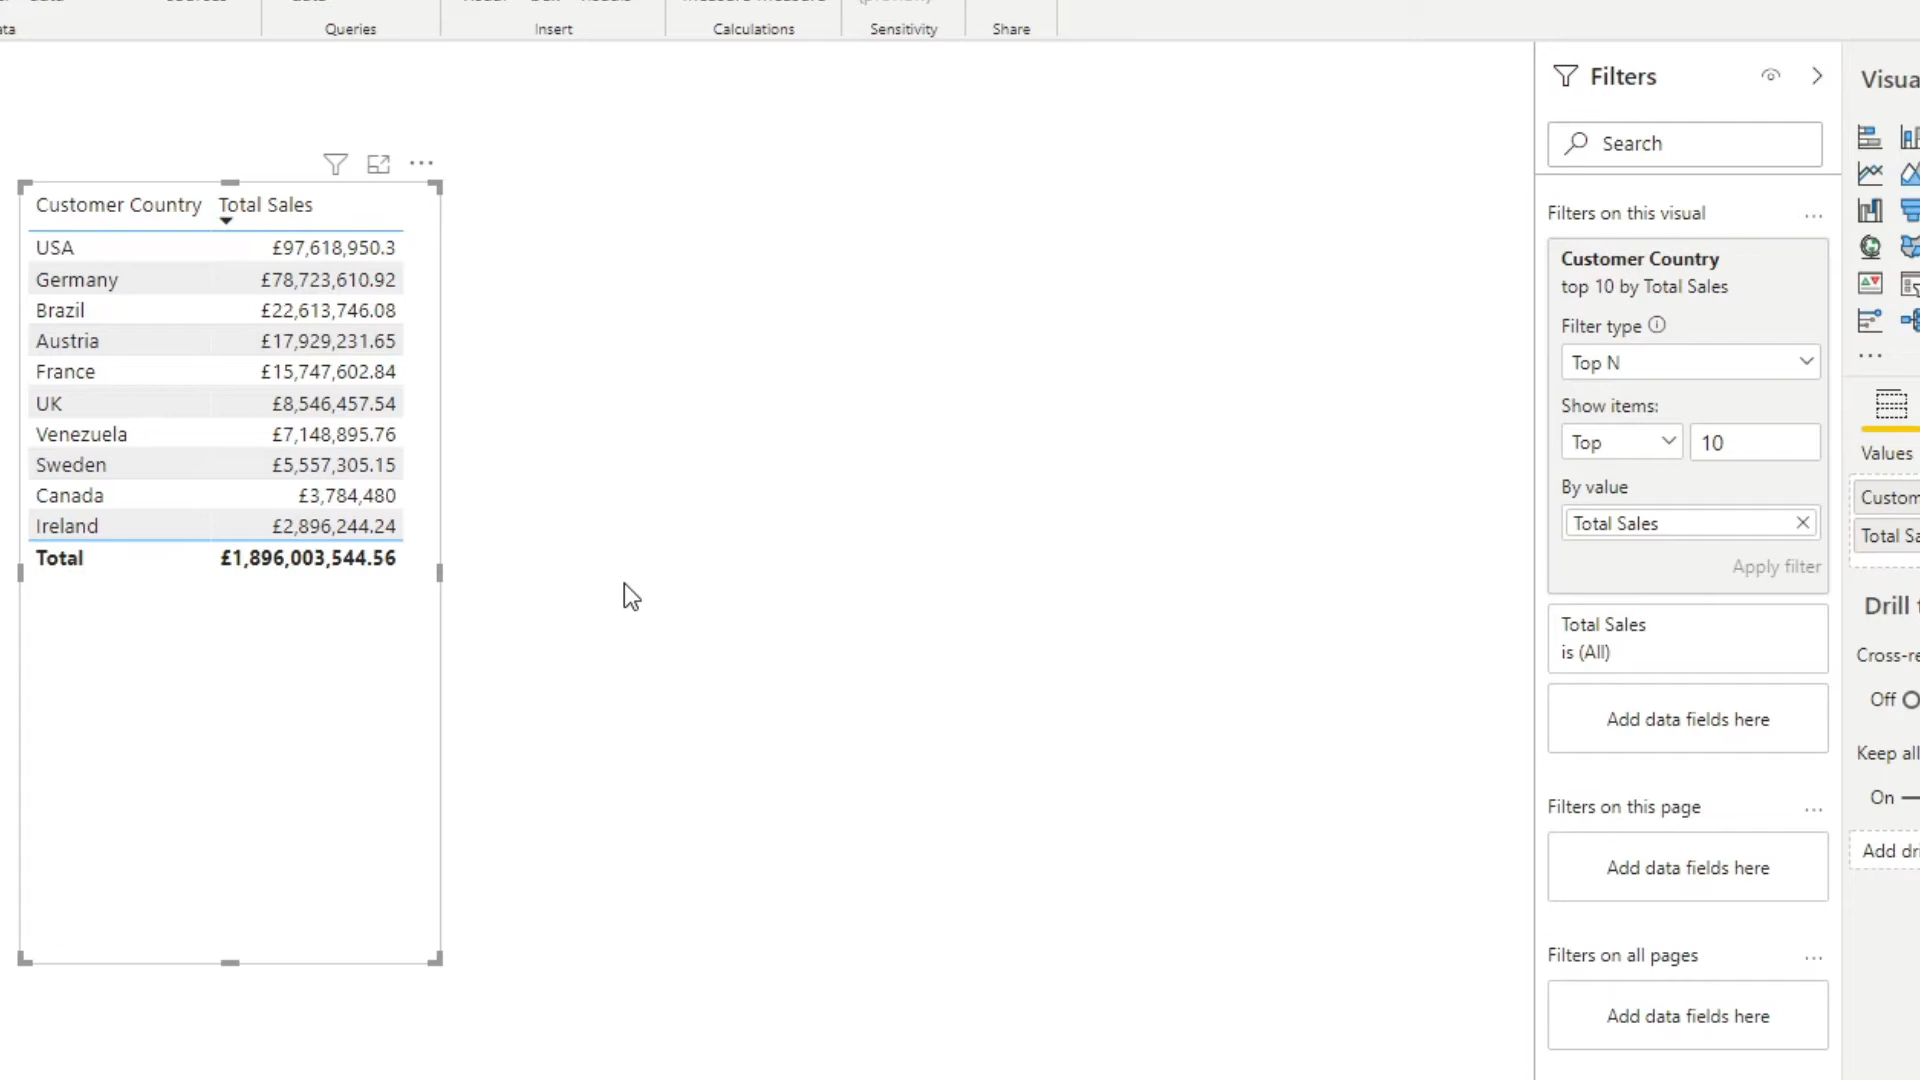 Queries
Insert
Calculations
Sensitivity
Share
Customer Country Total Sales
USA £97,618,950.3
Germany £78,723,610.92
Brazil £22,613,746.08
Austria £17,929,231.65
France £15,747,602.84
UK £8,546,457.54
Venezuela £7,148,895.76
Sweden £5,557,305.15
Canada £3,784,480
Ireland £2,896,244.24
Total £1,896,003,544.56
Filters
Search
Filters on this visual
Customer Country
top 10 by Total Sales
Filter type
Top N
Show items:
Top 10
By value
Total Sales
Apply filter
Total Sales
is (All)
Add data fields here
Filters on this page
Add data fields here
Filters on all pages
Add data fields here
Visua
Values
Custom
Total Sa
Drill t
Cross-re
Off
Keep all
On
Add dri